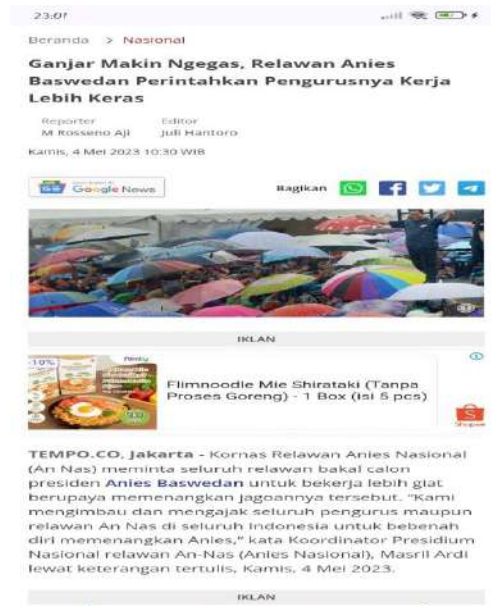 23:01
Beranda > Nasional
Ganjar Makin Ngegas, Relawan Anies
Baswedan Perintahkan Pengurusnya Kerja
Lebih Keras
Reporter Editor
M Rosseno Aji Juli Hantoro
Kamis, 4 Mei 2023 10:30 WIB
Google News Bagikan
IKLAN
-10%
Flimnoodle Mie Shirataki (Tanpa
Proses Goreng) - 1 Box (isi 5 pcs)
Shopee
TEMPO.CO, Jakarta - Kornas Relawan Anies Nasional
(An Nas) meminta seluruh relawan bakal calon
presiden Anies Baswedan untuk bekerja lebih giat
berupaya memenangkan jagoannya tersebut. "Kami
mengimbau dan mengajak seluruh pengurus maupun
relawan An Nas di seluruh Indonesia untuk bebenah
diri memenangkan Anies," kata Koordinator Presidium
Nasional relawan An-Nas (Anies Nasional), Masril Ardi
lewat keterangan tertulis, Kamis, 4 Mei 2023.
IKLAN